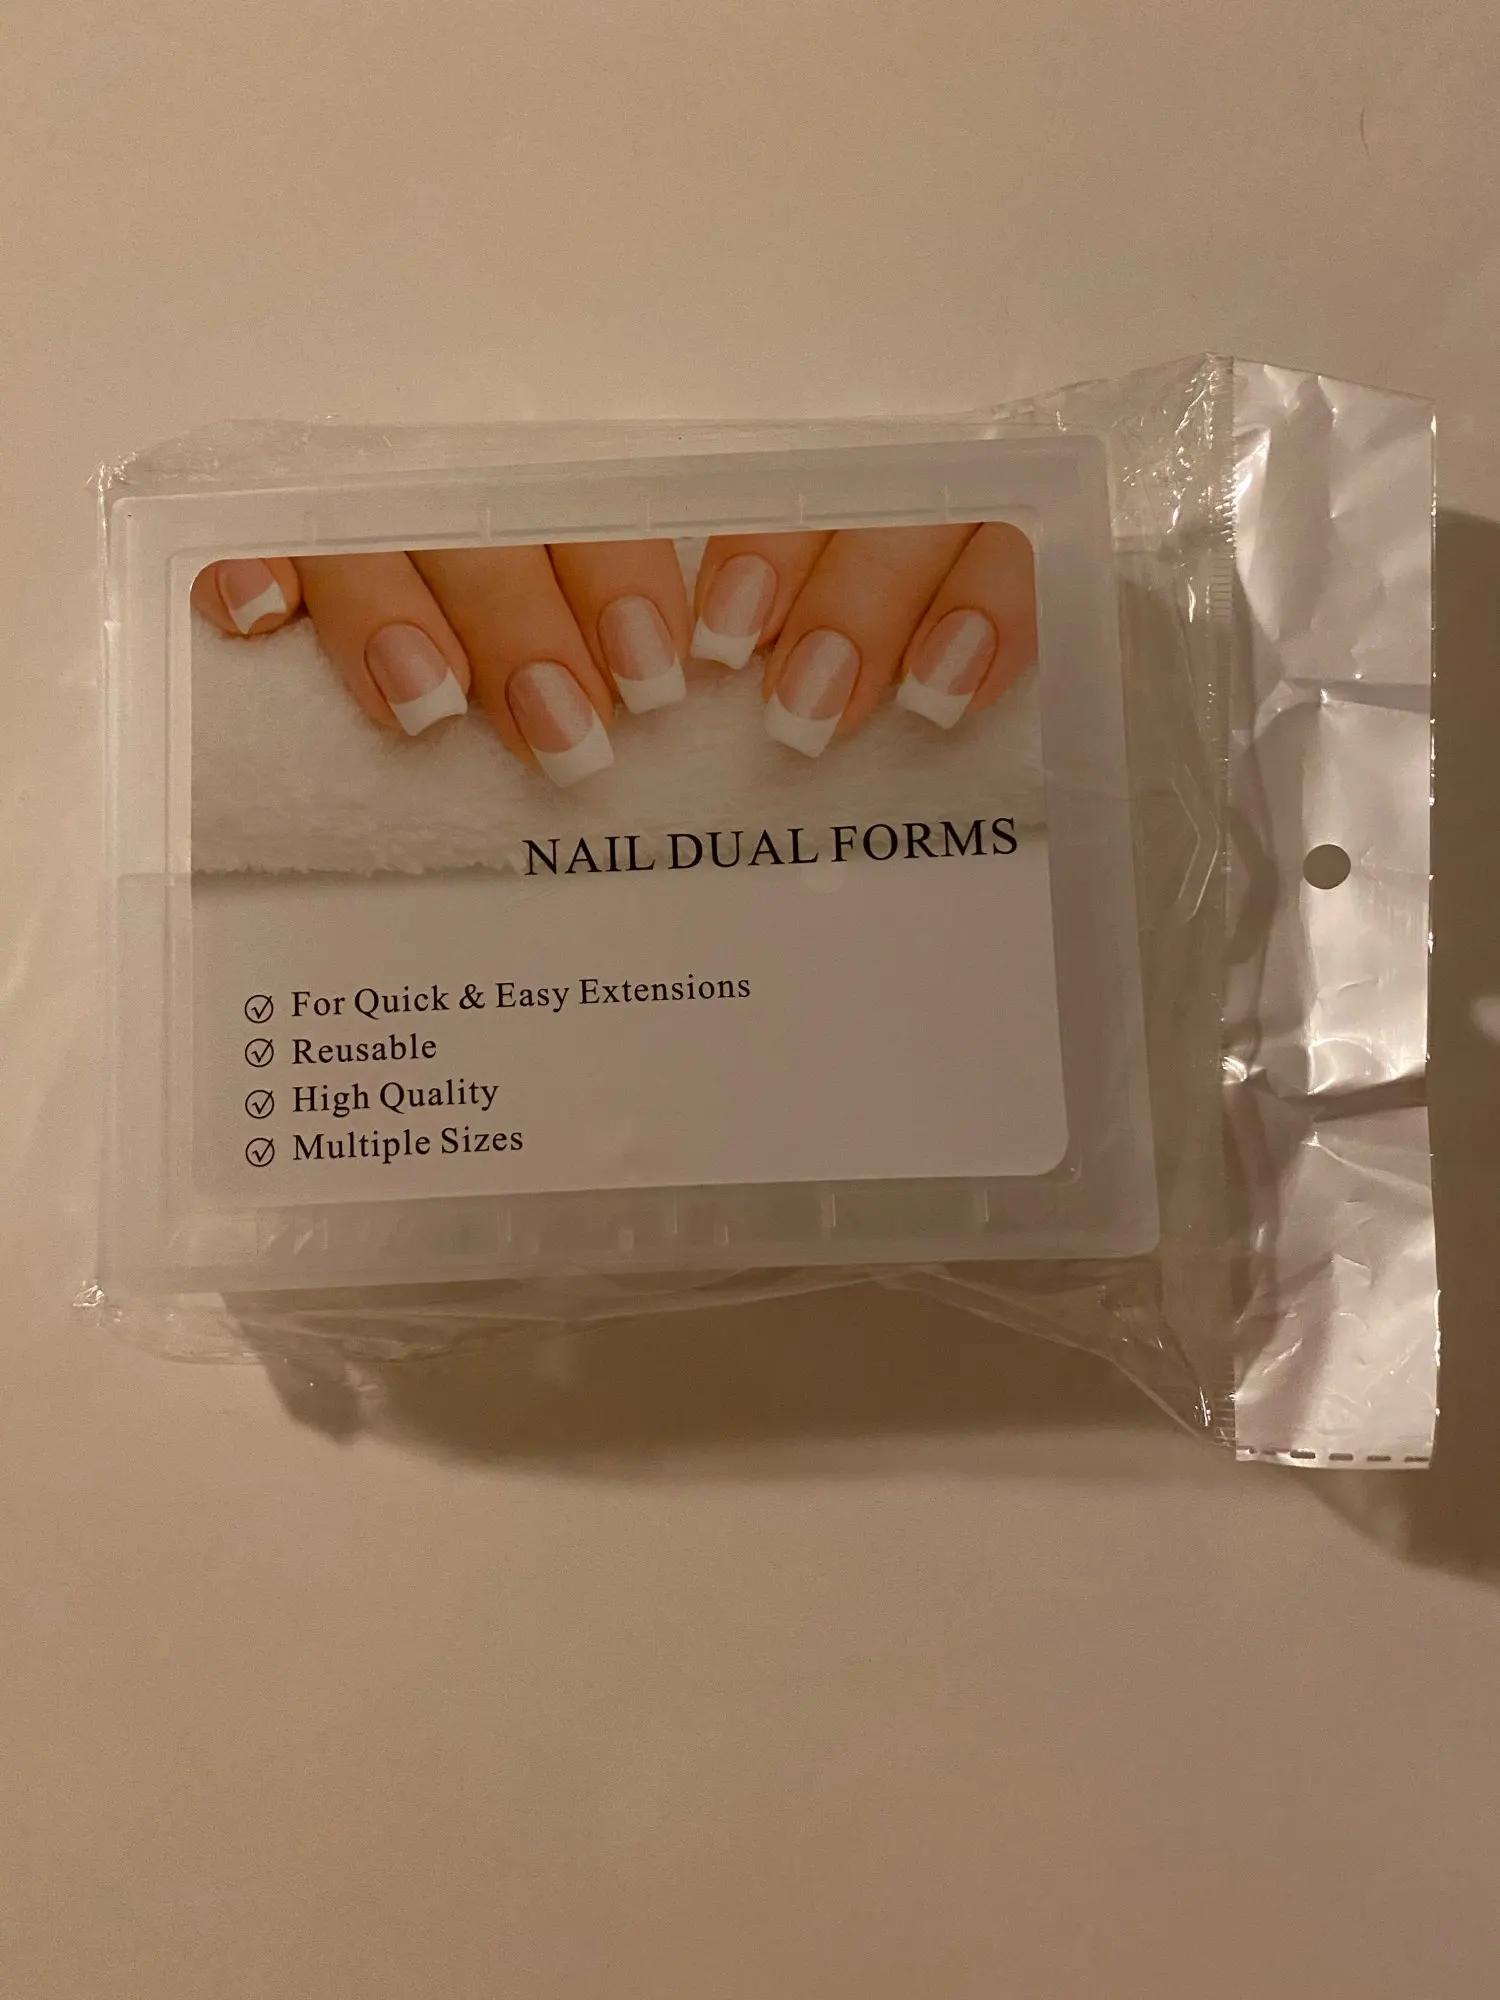 NAIL DUAL FORMS
For Quick & Easy Extensions
Reusable
High Quality
Multiple Sizes